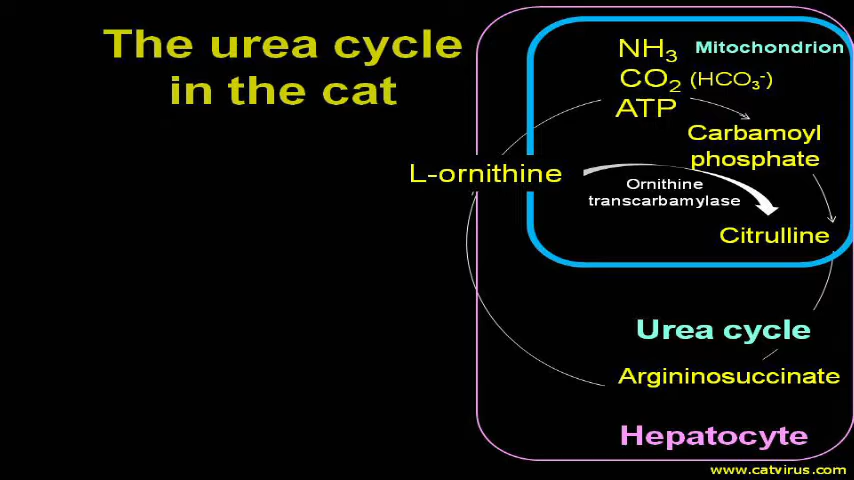 The urea cycle
in the cat
NH₃
Mitochondrion
CO₂ (HCO₃⁻)
ATP
Carbamoyl
phosphate
L-ornithine
Ornithine
transcarbamylase
Citrulline
Urea cycle
Argininosuccinate
Hepatocyte
www.catvirus.com